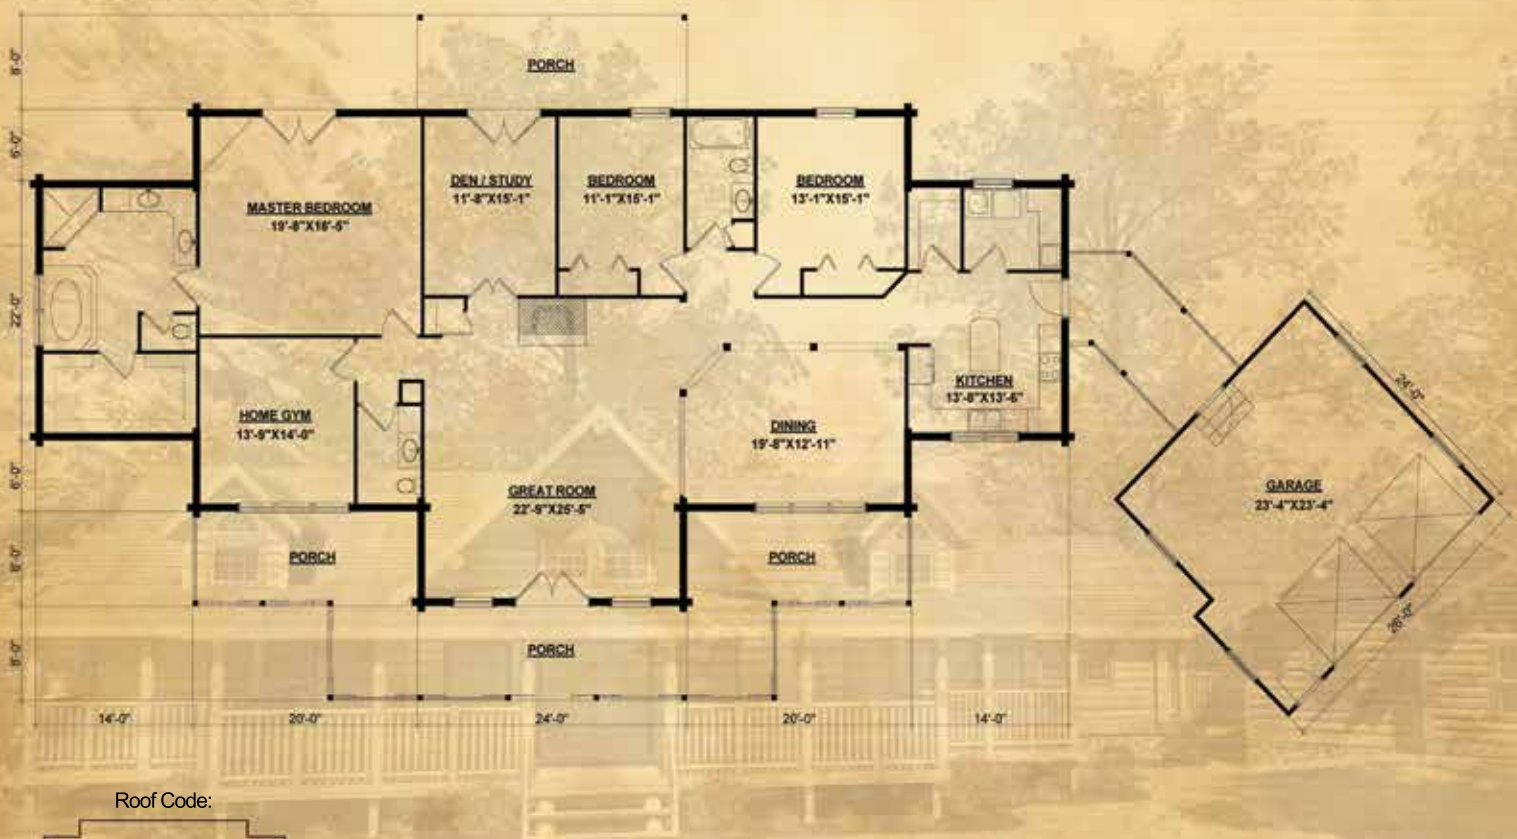 PORCH
8'-0"
6'-0"
22'-0"
6'-0"
8'-0"
8'-0"
MASTER BEDROOM
19'-8"X16'-5"
DEN / STUDY
11'-8"X15'-1"
BEDROOM
11'-1"X15'-1"
BEDROOM
13'-1"X15'-1"
HOME GYM
13'-9"X14'-0"
GREAT ROOM
22'-9"X25'-5"
DINING
19'-8"X12'-11"
KITCHEN
13'-8"X13'-6"
GARAGE
23'-4"X23'-4"
24'-0"
26'-0"
PORCH
PORCH
PORCH
14'-0"
20'-0"
24'-0"
20'-0"
14'-0"
Roof Code: